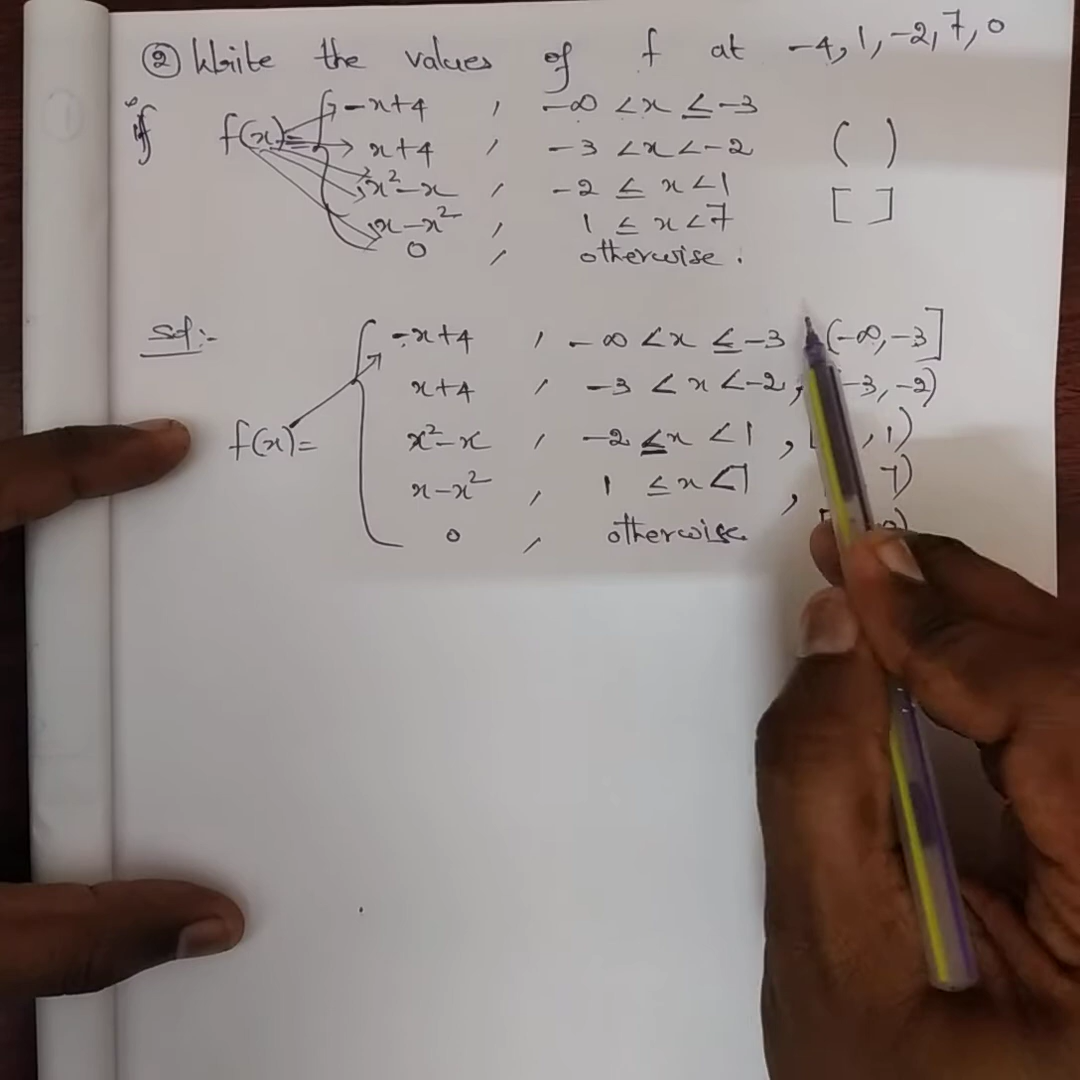 ② Write the values of f at -4, 1, -2, 7, 0
if f(x)= { -x+4 , -∞ < x ≤ -3
x+4 , -3 < x < -2 ( )
x²-x , -2 ≤ x < 1 [ ]
x-x² , 1 ≤ x < 7
0 , otherwise.
Sol:-
-x+4 , -∞ < x ≤ -3 (-∞, -3]
x+4 , -3 < x < -2, -3, -2)
f(x)= { x²-x , -2 ≤ x < 1 , [ , 1)
x-x² , 1 ≤ x < 7 , 7)
0 , otherwise